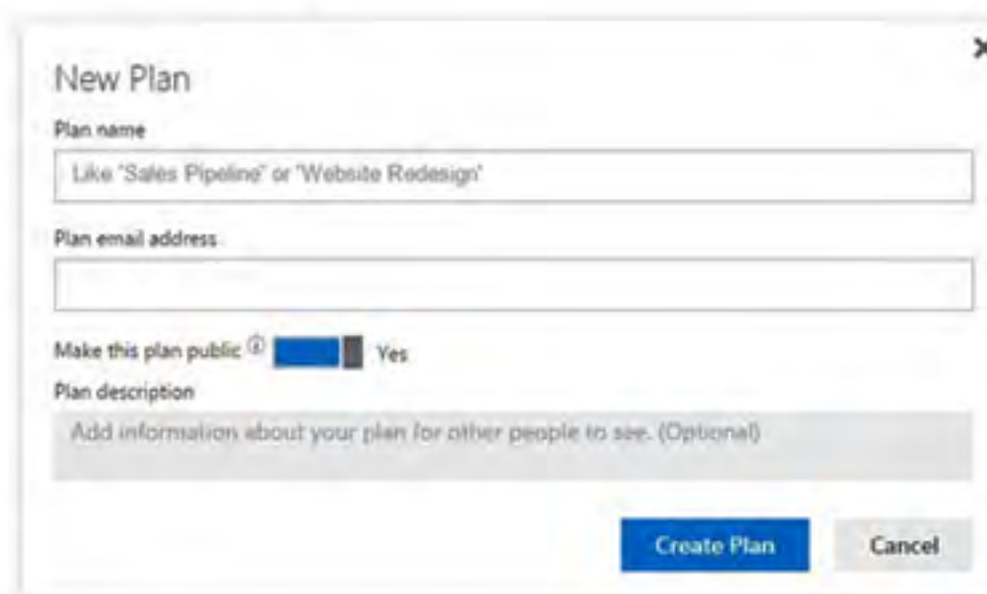 New Plan
Plan name
Like "Sales Pipeline" or "Website Redesign"
Plan email address
Make this plan public Yes
Plan description
Add information about your plan for other people to see. (Optional)
Create Plan Cancel